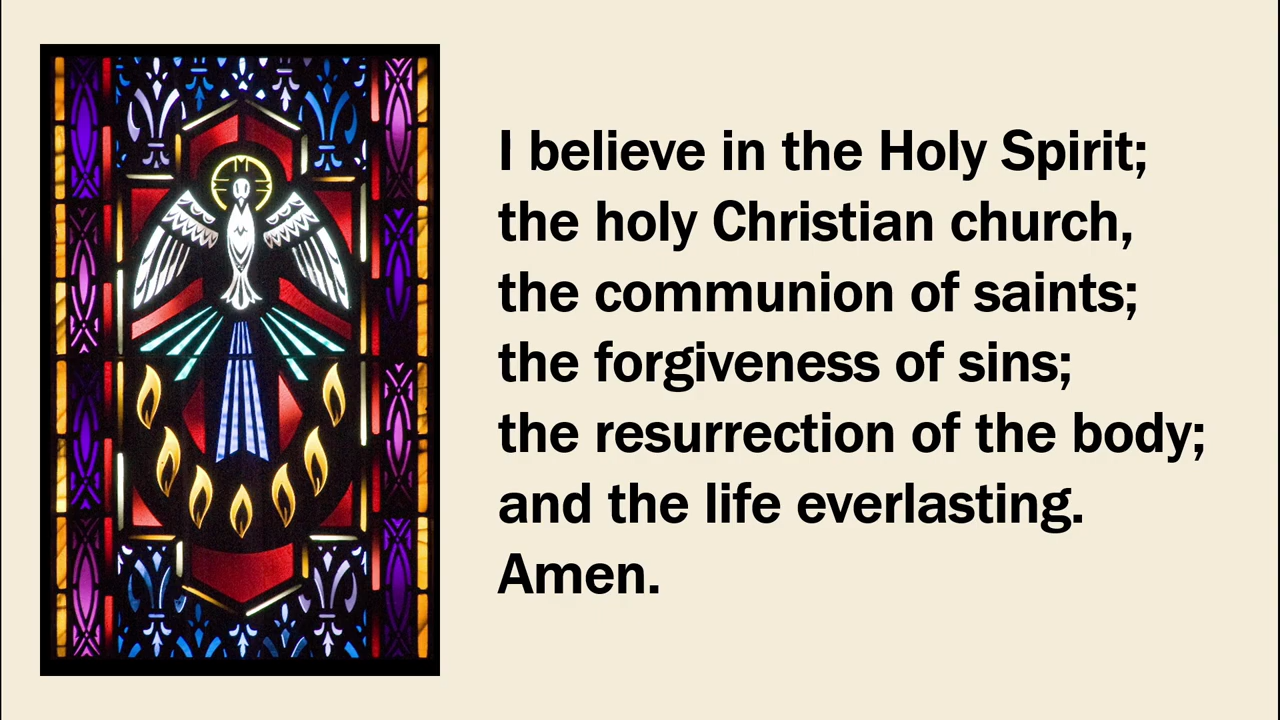 I believe in the Holy Spirit;
the holy Christian church,
the communion of saints;
the forgiveness of sins;
the resurrection of the body;
and the life everlasting.
Amen.